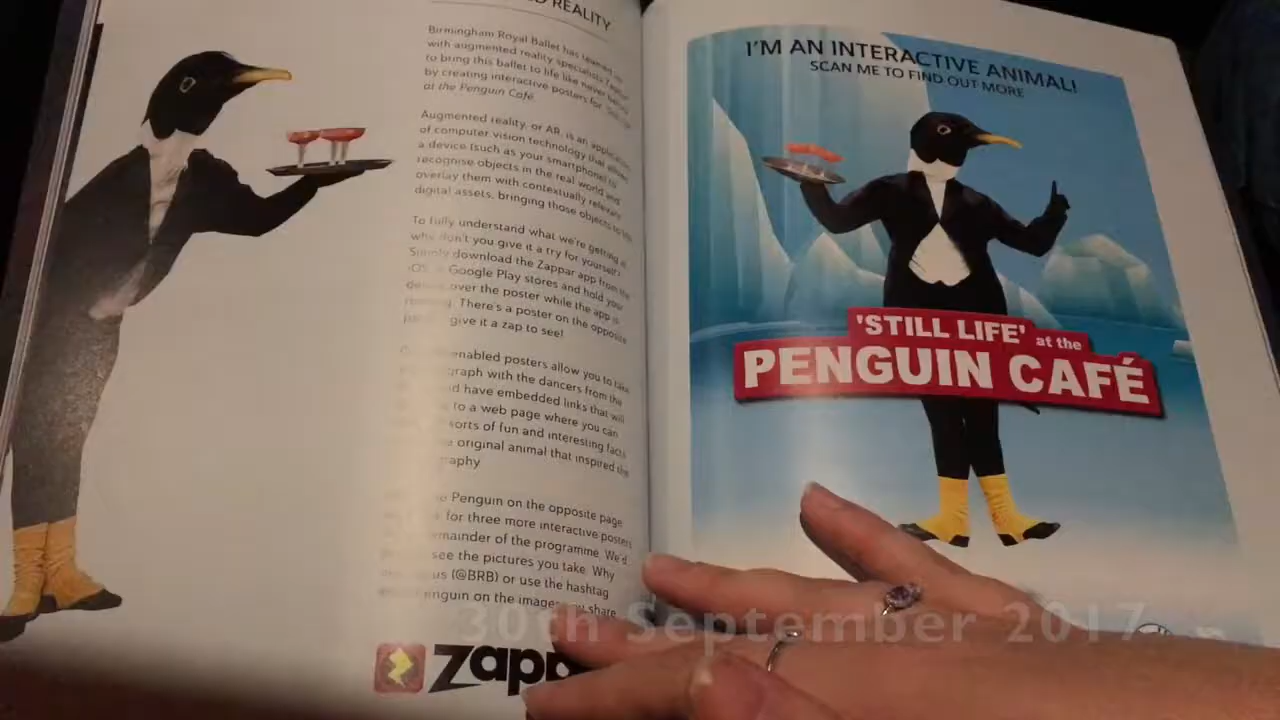 ED REALITY
Birmingham Royal Ballet has teamed up
with augmented reality specialists Zappar
to bring this ballet to life like never before
by creating interactive posters for 'Still Life'
at the Penguin Café.
Augmented reality, or AR, is an application
of computer vision technology that allows
a device (such as your smartphone) to
recognise objects in the real world and
overlay them with contextually relevant
digital assets, bringing those objects to life
To fully understand what we're getting at
why don't you give it a try for yourself?
Simply download the Zappar app from the
iOS or Google Play stores and hold your
device over the poster while the app is
running. There's a poster on the opposite
give it a zap to see!
enabled posters allow you to take
graph with the dancers from the
d have embedded links that will
to a web page where you can
sorts of fun and interesting facts
e original animal that inspired the
raphy
e Penguin on the opposite page
for three more interactive posters
remainder of the programme. We'd
see the pictures you take. Why
us (@BRB) or use the hashtag
enguin on the images you share
Zapp
I'M AN INTERACTIVE ANIMAL!
SCAN ME TO FIND OUT MORE
'STILL LIFE' at the
PENGUIN CAFÉ
30th September 2017